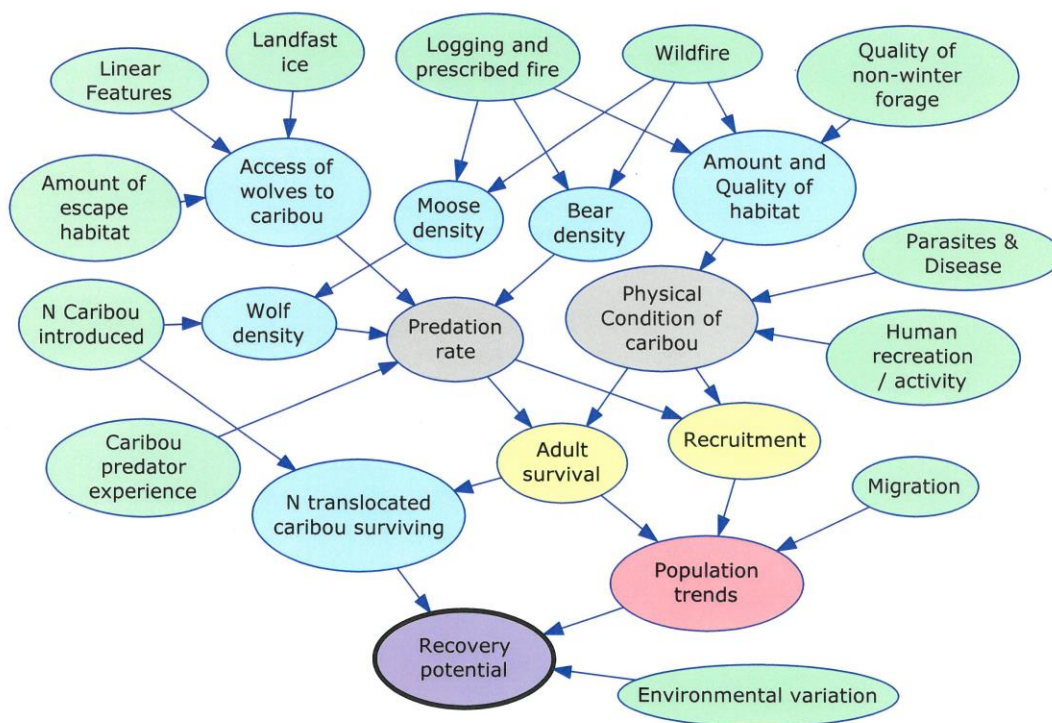 Linear
Features
Landfast
ice
Logging and
prescribed fire
Wildfire
Quality of
non-winter
forage
Amount of
escape
habitat
Access of
wolves to
caribou
Moose
density
Bear
density
Amount and
Quality of
habitat
Parasites &
Disease
N Caribou
introduced
Wolf
density
Predation
rate
Physical
Condition of
caribou
Human
recreation
/ activity
Caribou
predator
experience
Adult
survival
Recruitment
N translocated
caribou surviving
Migration
Population
trends
Recovery
potential
Environmental variation